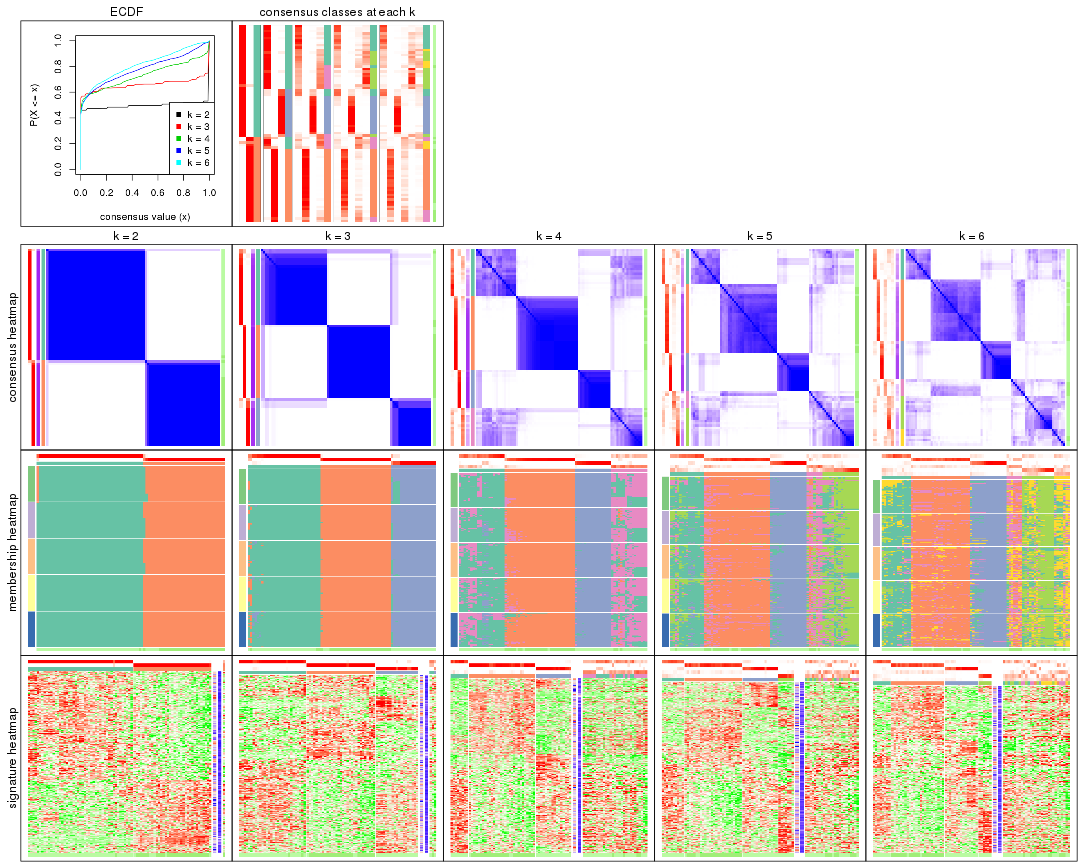 ECDF
consensus classes at each k
P(X <= x)
0.0
0.2
0.4
0.6
0.8
1.0
k = 2
k = 3
k = 4
k = 5
k = 6
0.0 0.2 0.4 0.6 0.8 1.0
consensus value (x)
k = 2
k = 3
k = 4
k = 5
k = 6
consensus heatmap
membership heatmap
signature heatmap